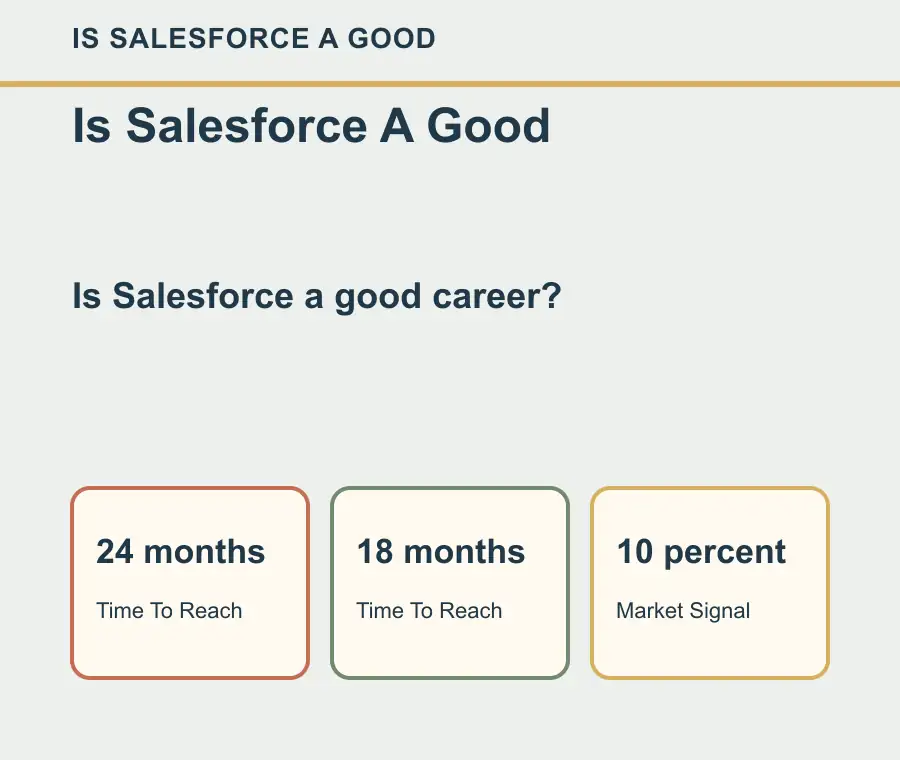 IS SALESFORCE A GOOD
Is Salesforce A Good
Is Salesforce a good career?
24 months
Time To Reach
18 months
Time To Reach
10 percent
Market Signal